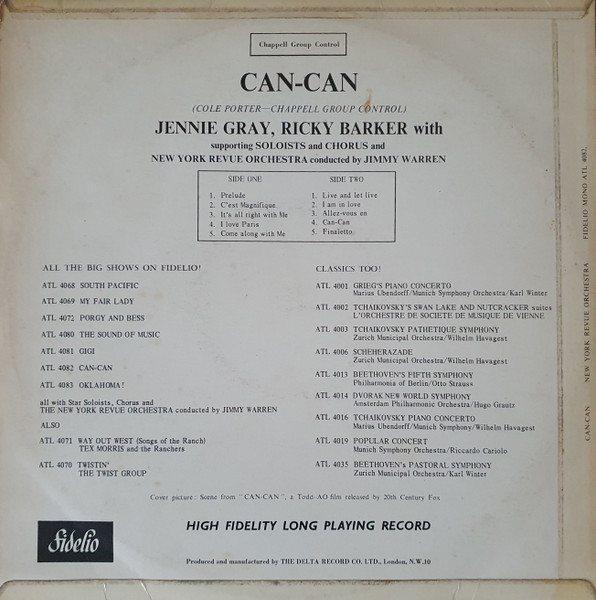 Chappell Group Control
CAN-CAN
(COLE PORTER—CHAPPELL GROUP CONTROL)
JENNIE GRAY, RICKY BARKER with
supporting SOLOISTS and CHORUS and
NEW YORK REVUE ORCHESTRA conducted by JIMMY WARREN
SIDE ONE
1. Prelude
2. C'est Magnifique
3. It's all right with Me
4. I love Paris
5. Come along with Me
SIDE TWO
1. Live and let live
2. I am in love
3. Allez-vous en
4. Can-Can
5. Finaletto
ALL THE BIG SHOWS ON FIDELIO!
ATL 4068 SOUTH PACIFIC
ATL 4069 MY FAIR LADY
ATL 4072 PORGY AND BESS
ATL 4080 THE SOUND OF MUSIC
ATL 4081 GIGI
ATL 4082 CAN-CAN
ATL 4083 OKLAHOMA!
all with Star Soloists, Chorus and
THE NEW YORK REVUE ORCHESTRA conducted by JIMMY WARREN
ALSO
ATL 4071 WAY OUT WEST (Songs of the Ranch)
TEX MORRIS and the Ranchers
ATL 4070 TWISTIN'
THE TWIST GROUP
CLASSICS TOO!
ATL 4001 GRIEG'S PIANO CONCERTO
Marius Ubendorff/Munich Symphony Orchestra/Karl Winter
ATL 4002 TCHAIKOVSKY'S SWAN LAKE AND NUTCRACKER suites
L'ORCHESTRE DE SOCIETE DE MUSIQUE DE VIENNE
ATL 4003 TCHAIKOVSKY PATHETIQUE SYMPHONY
Zurich Municipal Orchestra/Wilhelm Havagest
ATL 4006 SCHEHERAZADE
Zurich Municipal Orchestra/Wilhelm Havagest
ATL 4013 BEETHOVEN'S FIFTH SYMPHONY
Philharmonia of Berlin/Otto Strauss
ATL 4014 DVORAK NEW WORLD SYMPHONY
Amsterdam Philharmonic Orchestra/Hugo Grautz
ATL 4016 TCHAIKOVSKY PIANO CONCERTO
Marius Ubendorff/Munich Symphony/Wilhelm Havagest
ATL 4019 POPULAR CONCERT
Munich Symphony Orchestra/Riccardo Cariolo
ATL 4035 BEETHOVEN'S PASTORAL SYMPHONY
Zurich Municipal Orchestra/Karl Winter
Cover picture: Scene from "CAN-CAN", a Todd-AO film released by 20th Century Fox
Fidelio
HIGH FIDELITY LONG PLAYING RECORD
Produced and manufactured by THE DELTA RECORD CO. LTD., London, N.W.10
CAN-CAN NEW YORK REVUE ORCHESTRA FIDELIO MONO ATL 4082